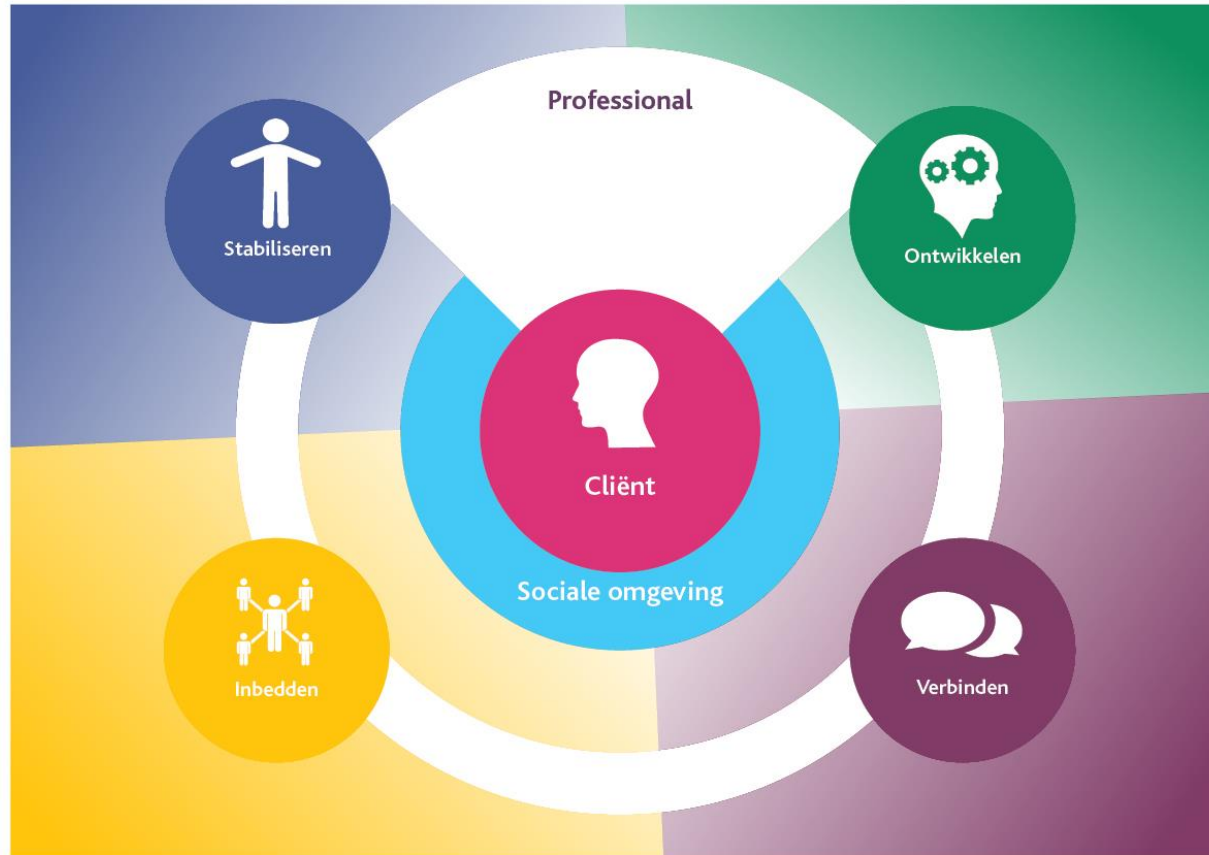 Professional
Stabiliseren
Ontwikkelen
Cliënt
Sociale omgeving
Inbedden
Verbinden